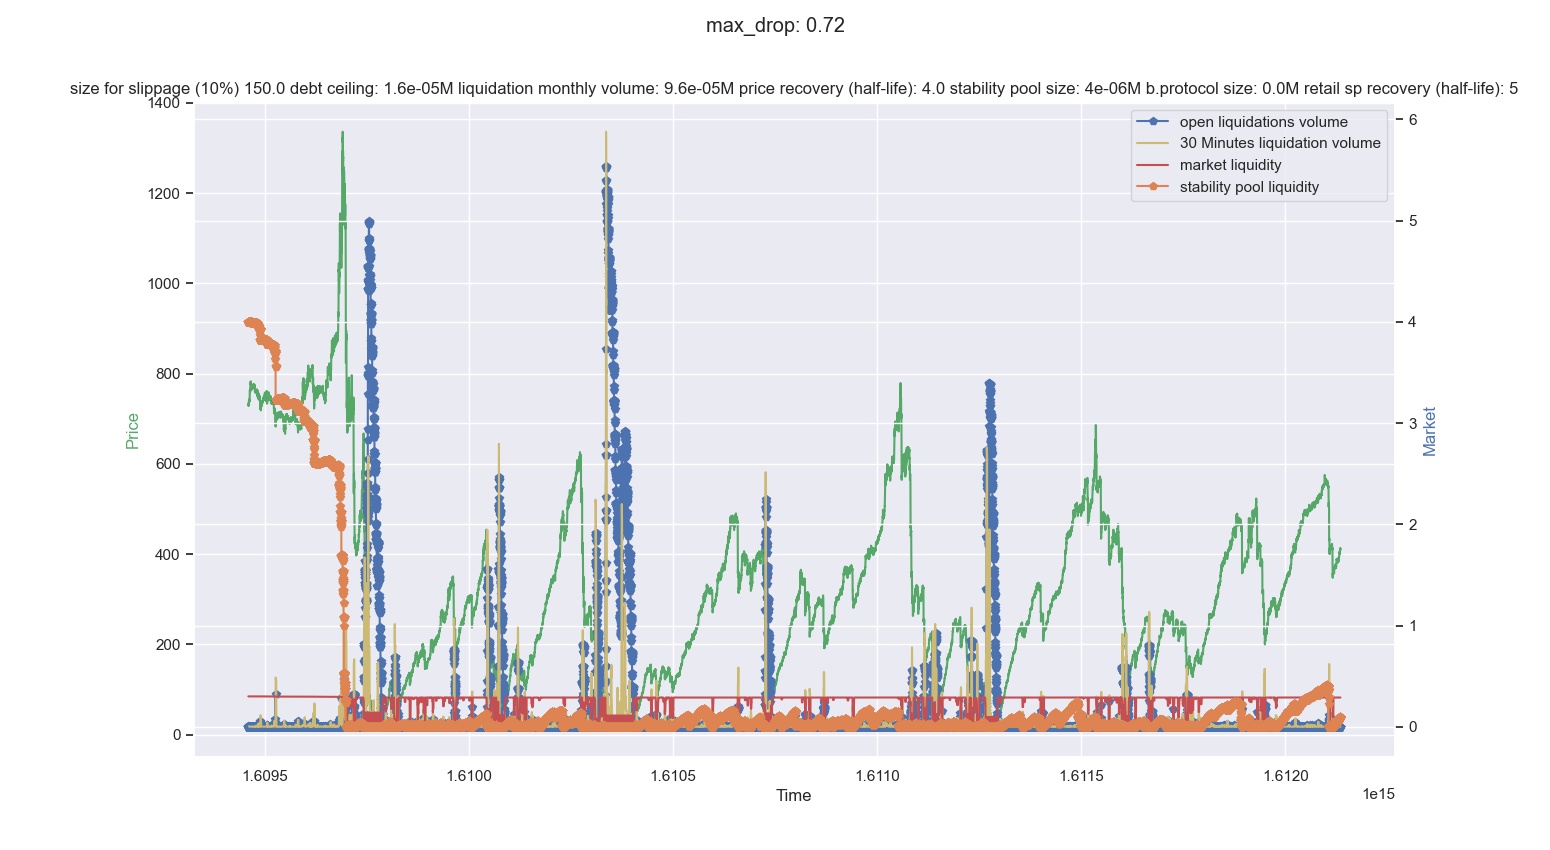 max_drop: 0.72
size for slippage (10%) 150.0 debt ceiling: 1.6e-05M liquidation monthly volume: 9.6e-05M price recovery (half-life): 4.0 stability pool size: 4e-06M b.protocol size: 0.0M retail sp recovery (half-life): 5
1400
1200
1000
800
600
400
200
0
Price
open liquidations volume
30 Minutes liquidation volume
market liquidity
stability pool liquidity
6
5
4
3
2
1
0
Market
1.6095 1.6100 1.6105 1.6110 1.6115 1.6120
Time
1e15